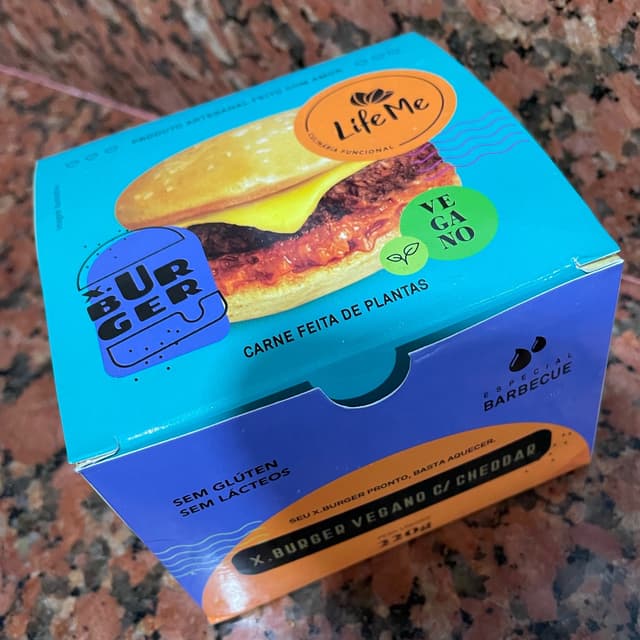 PRODUTO ARTESANAL FEITO COM AMOR
Life Me
CULINÁRIA FUNCIONAL
VE
GA
NO
X.
BUR
GER
CARNE FEITA DE PLANTAS
ESPECIAL
BARBECUE
SEM GLÚTEN
SEM LÁCTEOS
SEU X.BURGER PRONTO, BASTA AQUECER.
X.BURGER VEGANO C/ CHEDDAR
220g